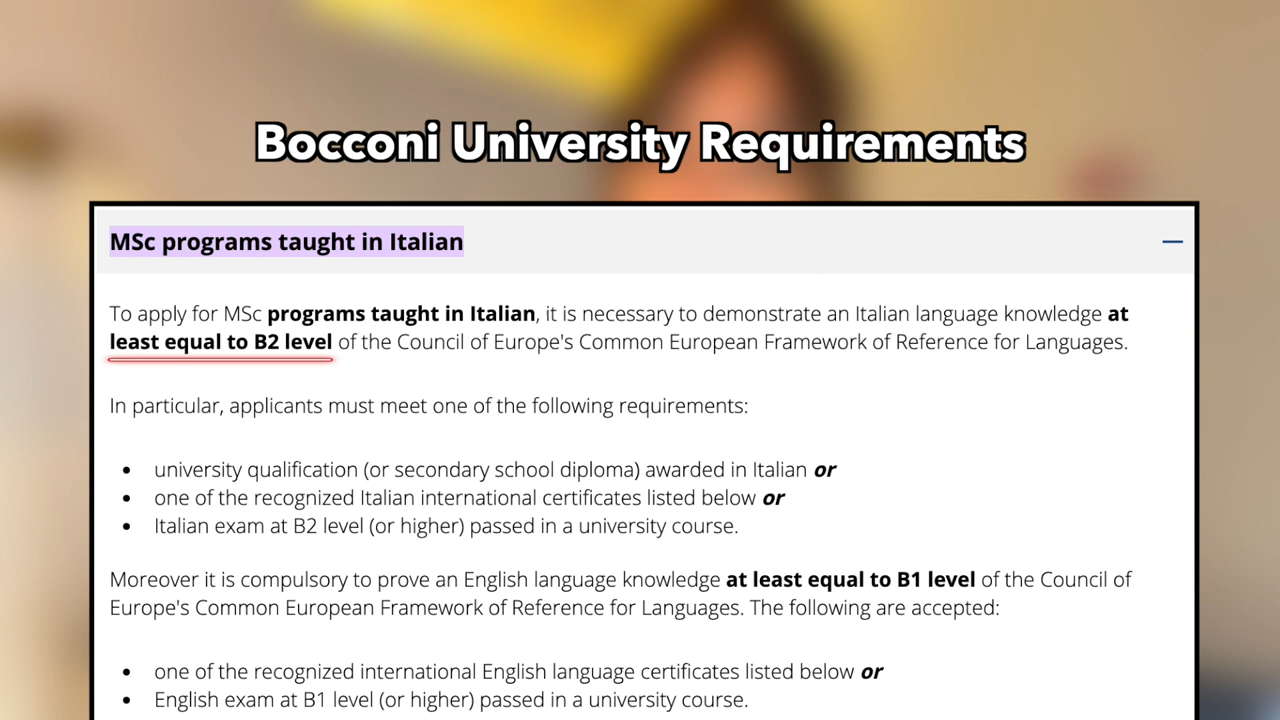 Bocconi University Requirements
MSc programs taught in Italian
To apply for MSc programs taught in Italian, it is necessary to demonstrate an Italian language knowledge at
least equal to B2 level of the Council of Europe's Common European Framework of Reference for Languages.
In particular, applicants must meet one of the following requirements:
• university qualification (or secondary school diploma) awarded in Italian or
• one of the recognized Italian international certificates listed below or
• Italian exam at B2 level (or higher) passed in a university course.
Moreover it is compulsory to prove an English language knowledge at least equal to B1 level of the Council of
Europe's Common European Framework of Reference for Languages. The following are accepted:
• one of the recognized international English language certificates listed below or
• English exam at B1 level (or higher) passed in a university course.